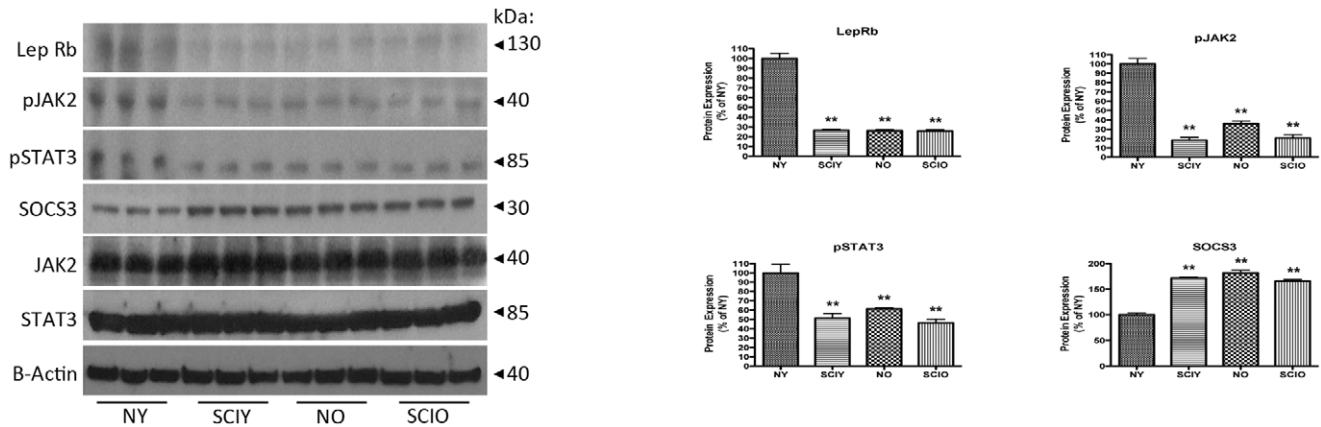 kDa:
Lep Rb ◄130
pJAK2 ◄40
pSTAT3 ◄85
SOCS3 ◄30
JAK2 ◄40
STAT3 ◄85
B-Actin ◄40
NY SCIY NO SCIO
LepRb
Protein Expression
(% of NY)
110
100
90
80
70
60
50
40
30
20
10
0
** ** **
NY SCIY NO SCIO
pJAK2
Protein Expression
(% of NY)
110
100
90
80
70
60
50
40
30
20
10
0
** ** **
NY SCIY NO SCIO
pSTAT3
Protein Expression
(% of NY)
110
100
90
80
70
60
50
40
30
20
10
0
** ** **
NY SCIY NO SCIO
SOCS3
Protein Expression
(% of NY)
200
150
100
50
0
** ** **
NY SCIY NO SCIO